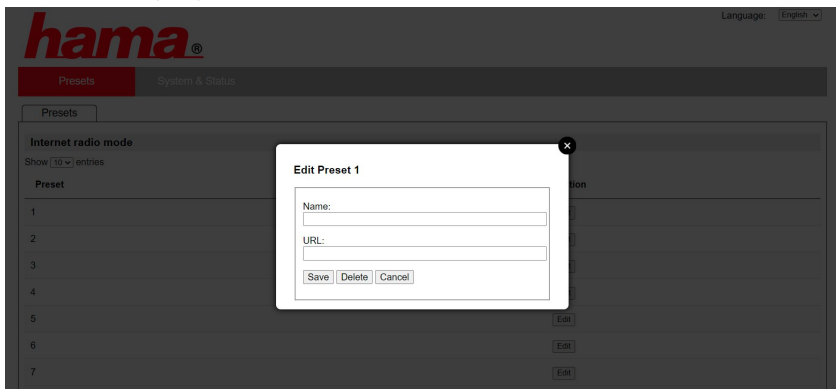 Language: English
hama®
Presets System & Status
Presets
Internet radio mode
Show 10 entries
Edit Preset 1
Preset
Name:
1
URL:
2
3
Save Delete Cancel
4
5 Edit
6 Edit
7 Edit